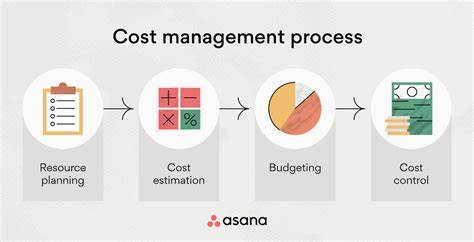 Cost management process
Resource
planning
Cost
estimation
Budgeting
Cost
control
asana